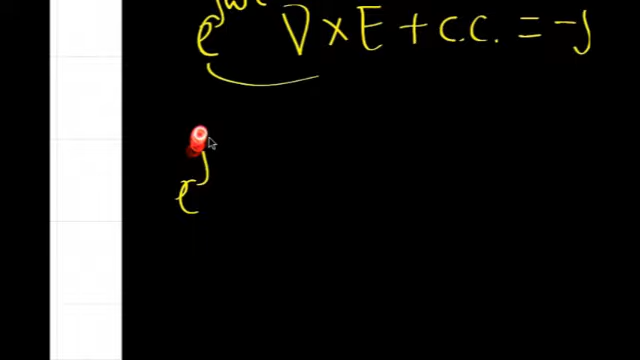 e^jωt ∇ × E + c.c. = -j
e^j